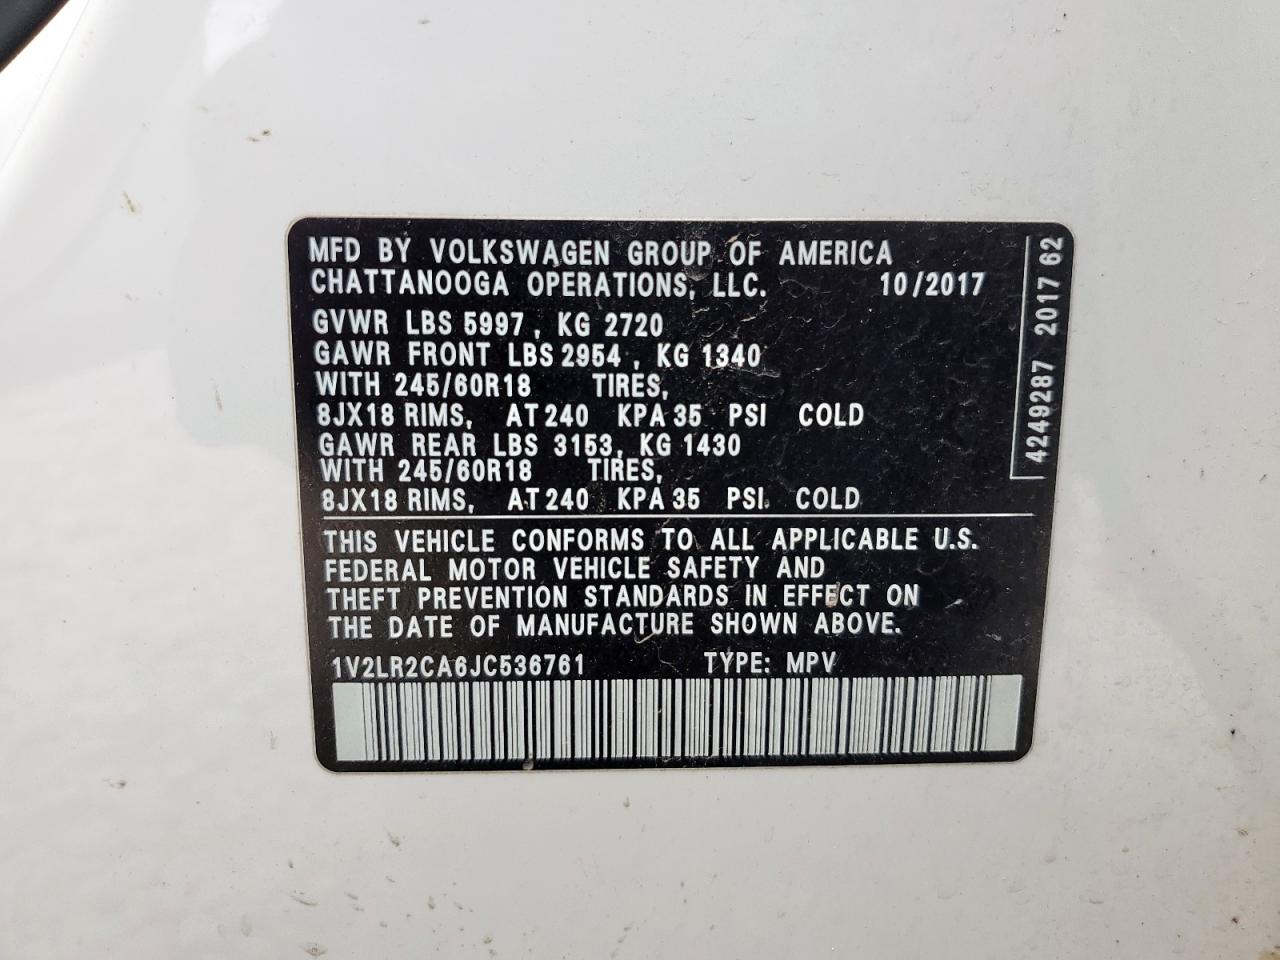 MFD BY VOLKSWAGEN GROUP OF AMERICA
CHATTANOOGA OPERATIONS, LLC. 10/2017
GVWR LBS 5997, KG 2720
GAWR FRONT LBS 2954, KG 1340
WITH 245/60R18 TIRES,
8JX18 RIMS, AT 240 KPA 35 PSI COLD
GAWR REAR LBS 3153, KG 1430
WITH 245/60R18 TIRES,
8JX18 RIMS, AT 240 KPA 35 PSI. COLD
THIS VEHICLE CONFORMS TO ALL APPLICABLE U.S.
FEDERAL MOTOR VEHICLE SAFETY AND
THEFT PREVENTION STANDARDS IN EFFECT ON
THE DATE OF MANUFACTURE SHOWN ABOVE.
1V2LR2CA6JC536761 TYPE: MPV
4249287 2017 62